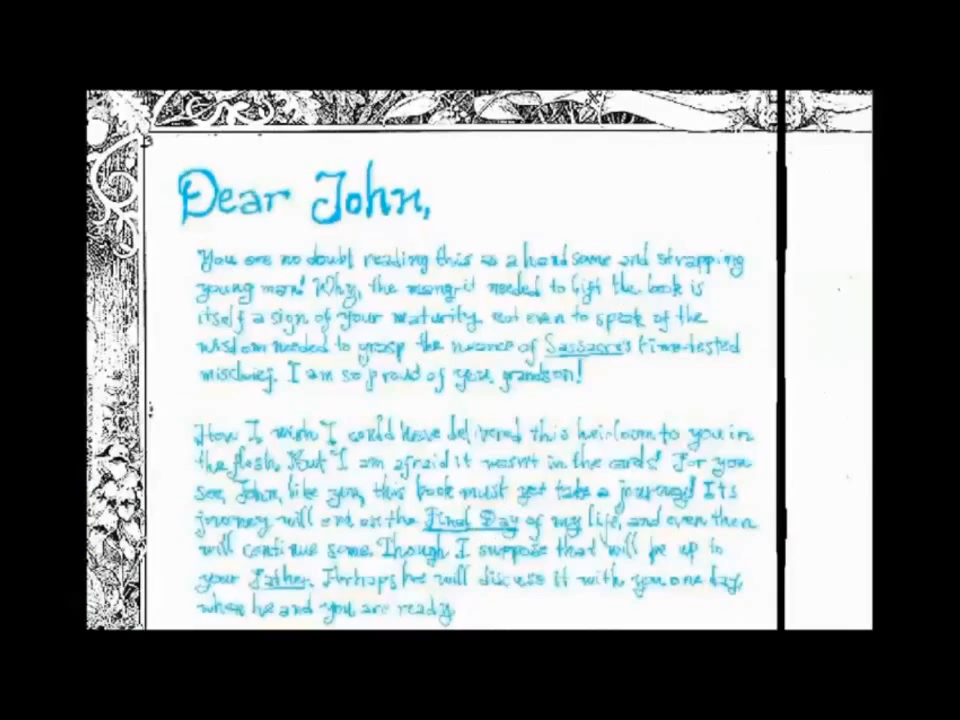 Dear John,
You are no doubt reading this as a handsome and strapping
young man! Why, the mangrit needed to lift the book is
itself a sign of your maturity, not even to speak of the
wisdom needed to grasp the nuance of Sassacre's time-tested
mischief. I am so proud of you, grandson!
How I wish I could have delivered this heirloom to you in
the flesh. But I am afraid it wasn't in the cards! For you
see, John, like you, this book must yet take a journey! Its
journey will end on the Final Day of my life, and even then
will continue some. Though I suppose that will be up to
your Father. Perhaps he will discuss it with you one day,
when he and you are ready.